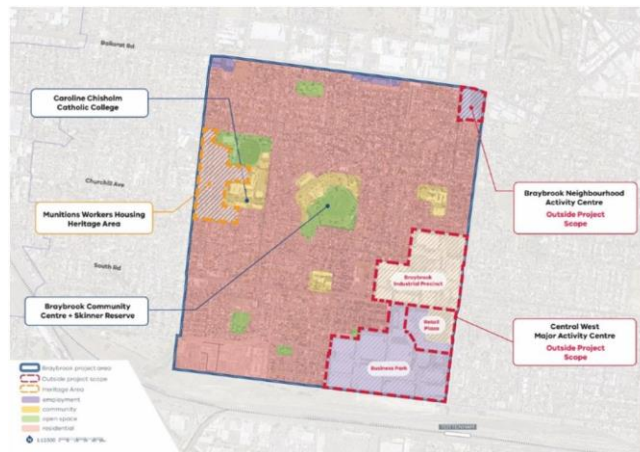 Ballarat Rd
Caroline Chisholm
Catholic College
Churchill Ave
Munitions Workers Housing
Heritage Area
South Rd
Braybrook Community
Centre + Skinner Reserve
Braybrook Neighbourhood
Activity Centre
Outside Project
Scope
Braybrook
Industrial Precinct
Retail
Plaza
Business Park
Central West
Major Activity Centre
Outside Project
Scope
Braybrook project area
Outside project scope
Heritage Area
employment
community
open space
residential
TOTTENHAM